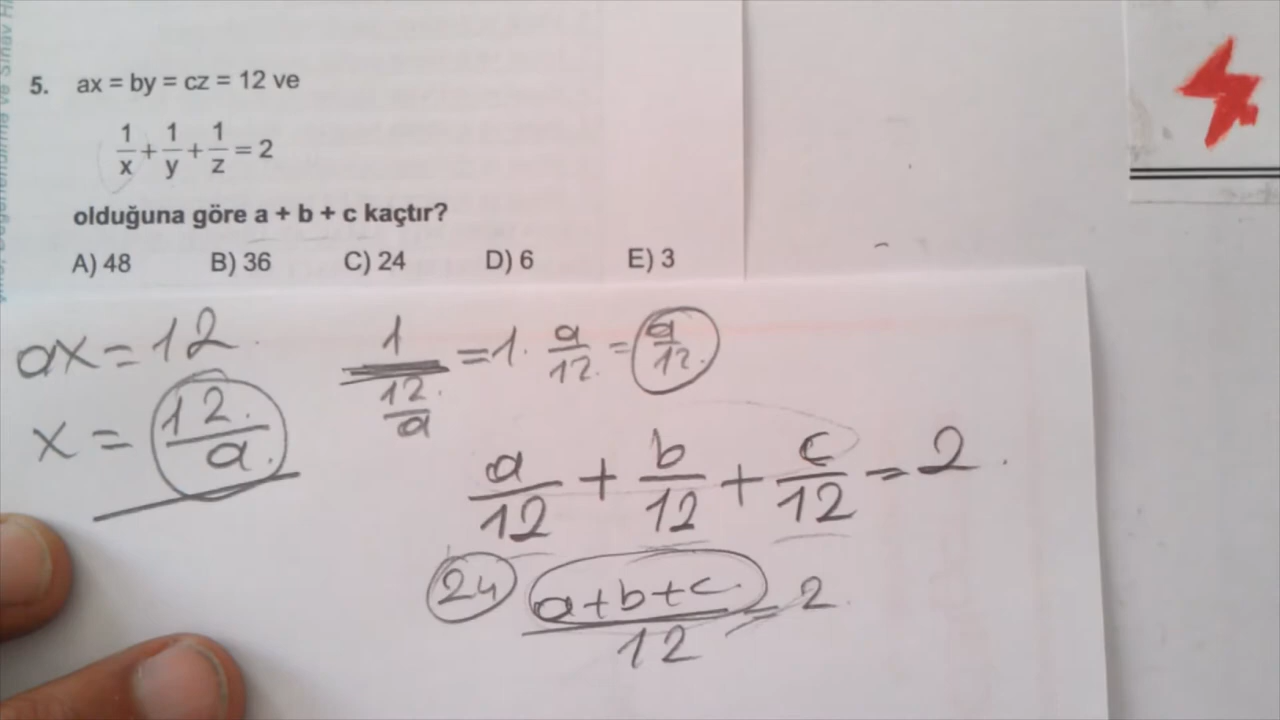 5. ax = by = cz = 12 ve
1/x + 1/y + 1/z = 2
olduğuna göre a + b + c kaçtır?
A) 48 B) 36 C) 24 D) 6 E) 3
ax = 12
x = 12/a
1/(12/a) = 1 · a/12 = a/12
a/12 + b/12 + c/12 = 2
24 (a+b+c)/12 = 2